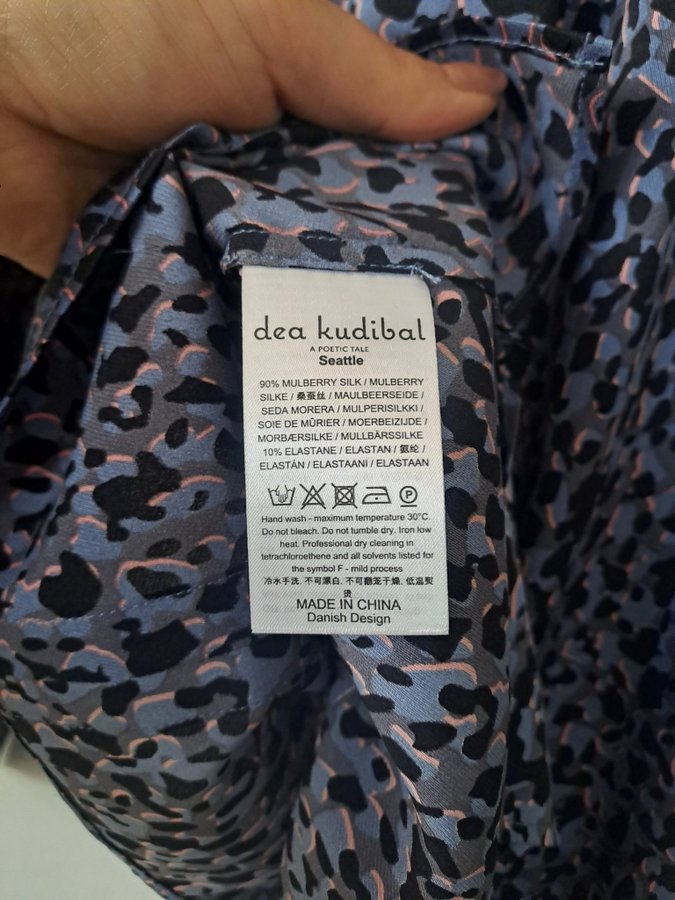 dea kudibal
A POETIC TALE
Seattle
90% MULBERRY SILK / MULBERRY
SILKE / 桑蚕丝 / MAULBEERSEIDE /
SEDA MORERA / MULPERISILKKI /
SOIE DE MÛRIER / MOERBEIZIJDE /
MORBÆRSILKE / MULLBÄRSSILKE
10% ELASTANE / ELASTAN / 氨纶 /
ELASTÁN / ELASTAANI / ELASTAAN
P
Hand wash - maximum temperature 30°C.
Do not bleach. Do not tumble dry. Iron low
heat. Professional dry cleaning in
tetrachloroethene and all solvents listed for
the symbol F - mild process
冷水手洗, 不可漂白, 不可翻笼干燥, 低温熨
烫
MADE IN CHINA
Danish Design